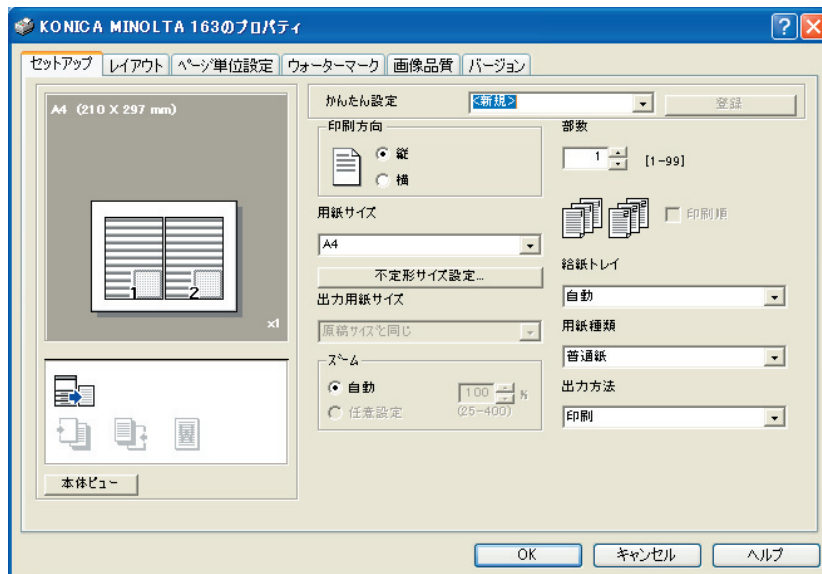 KONICA MINOLTA 163のプロパティ
セットアップ レイアウト ページ単位設定 ウォーターマーク 画像品質 バージョン
A4 (210 X 297 mm)
1 2
x1
本体ビュー
かんたん設定 <新規> 登録
印刷方向
縦
横
用紙サイズ
A4
不定形サイズ設定...
出力用紙サイズ
原稿サイズと同じ
ズーム
自動 100 %
任意設定 (25-400)
部数
1 [1-99]
印刷順
給紙トレイ
自動
用紙種類
普通紙
出力方法
印刷
OK キャンセル ヘルプ